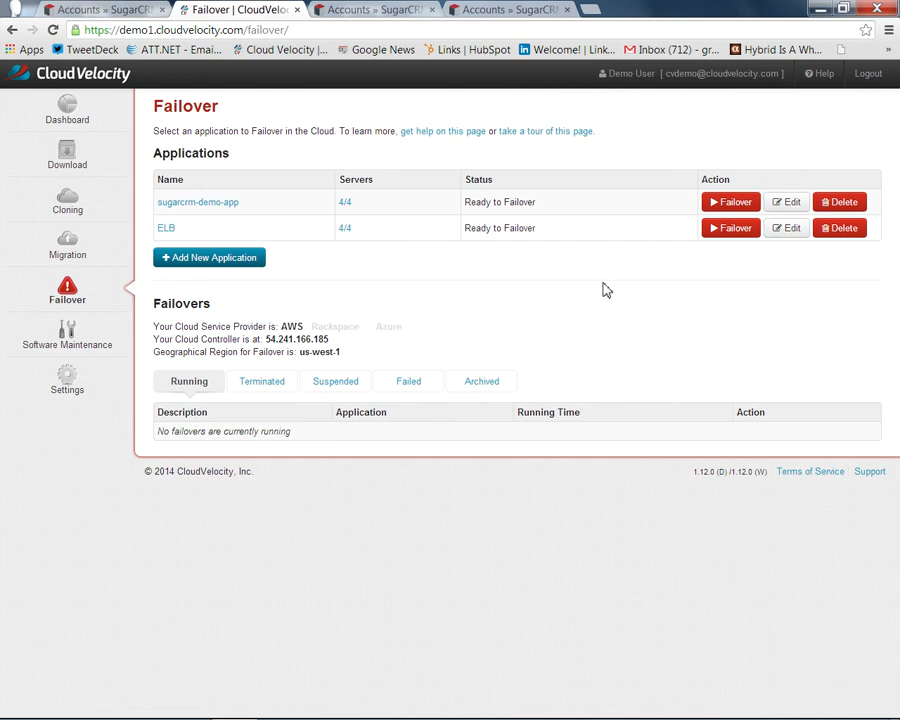 Accounts » SugarCR
Failover | CloudVeloc
Accounts » SugarCR
Accounts » SugarCR
https://demo1.cloudvelocity.com/failover/
Apps TweetDeck ATT.NET - Emai... Cloud Velocity |... Google News Links | HubSpot Welcome! | Link... Inbox (712) - gr... Hybrid Is A Wh... »
CloudVelocity
Demo User [ cvdemo@cloudvelocity.com ] Help Logout
Dashboard
Download
Cloning
Migration
Failover
Software Maintenance
Settings
Failover
Select an application to Failover in the Cloud. To learn more, get help on this page or take a tour of this page.
Applications
Name Servers Status Action
sugarcrm-demo-app 4/4 Ready to Failover Failover Edit Delete
ELB 4/4 Ready to Failover Failover Edit Delete
+ Add New Application
Failovers
Your Cloud Service Provider is: AWS Rackspace Azure
Your Cloud Controller is at: 54.241.166.185
Geographical Region for Failover is: us-west-1
Running Terminated Suspended Failed Archived
Description Application Running Time Action
No failovers are currently running
© 2014 CloudVelocity, Inc.
1.12.0 (D) /1.12.0 (W) Terms of Service Support